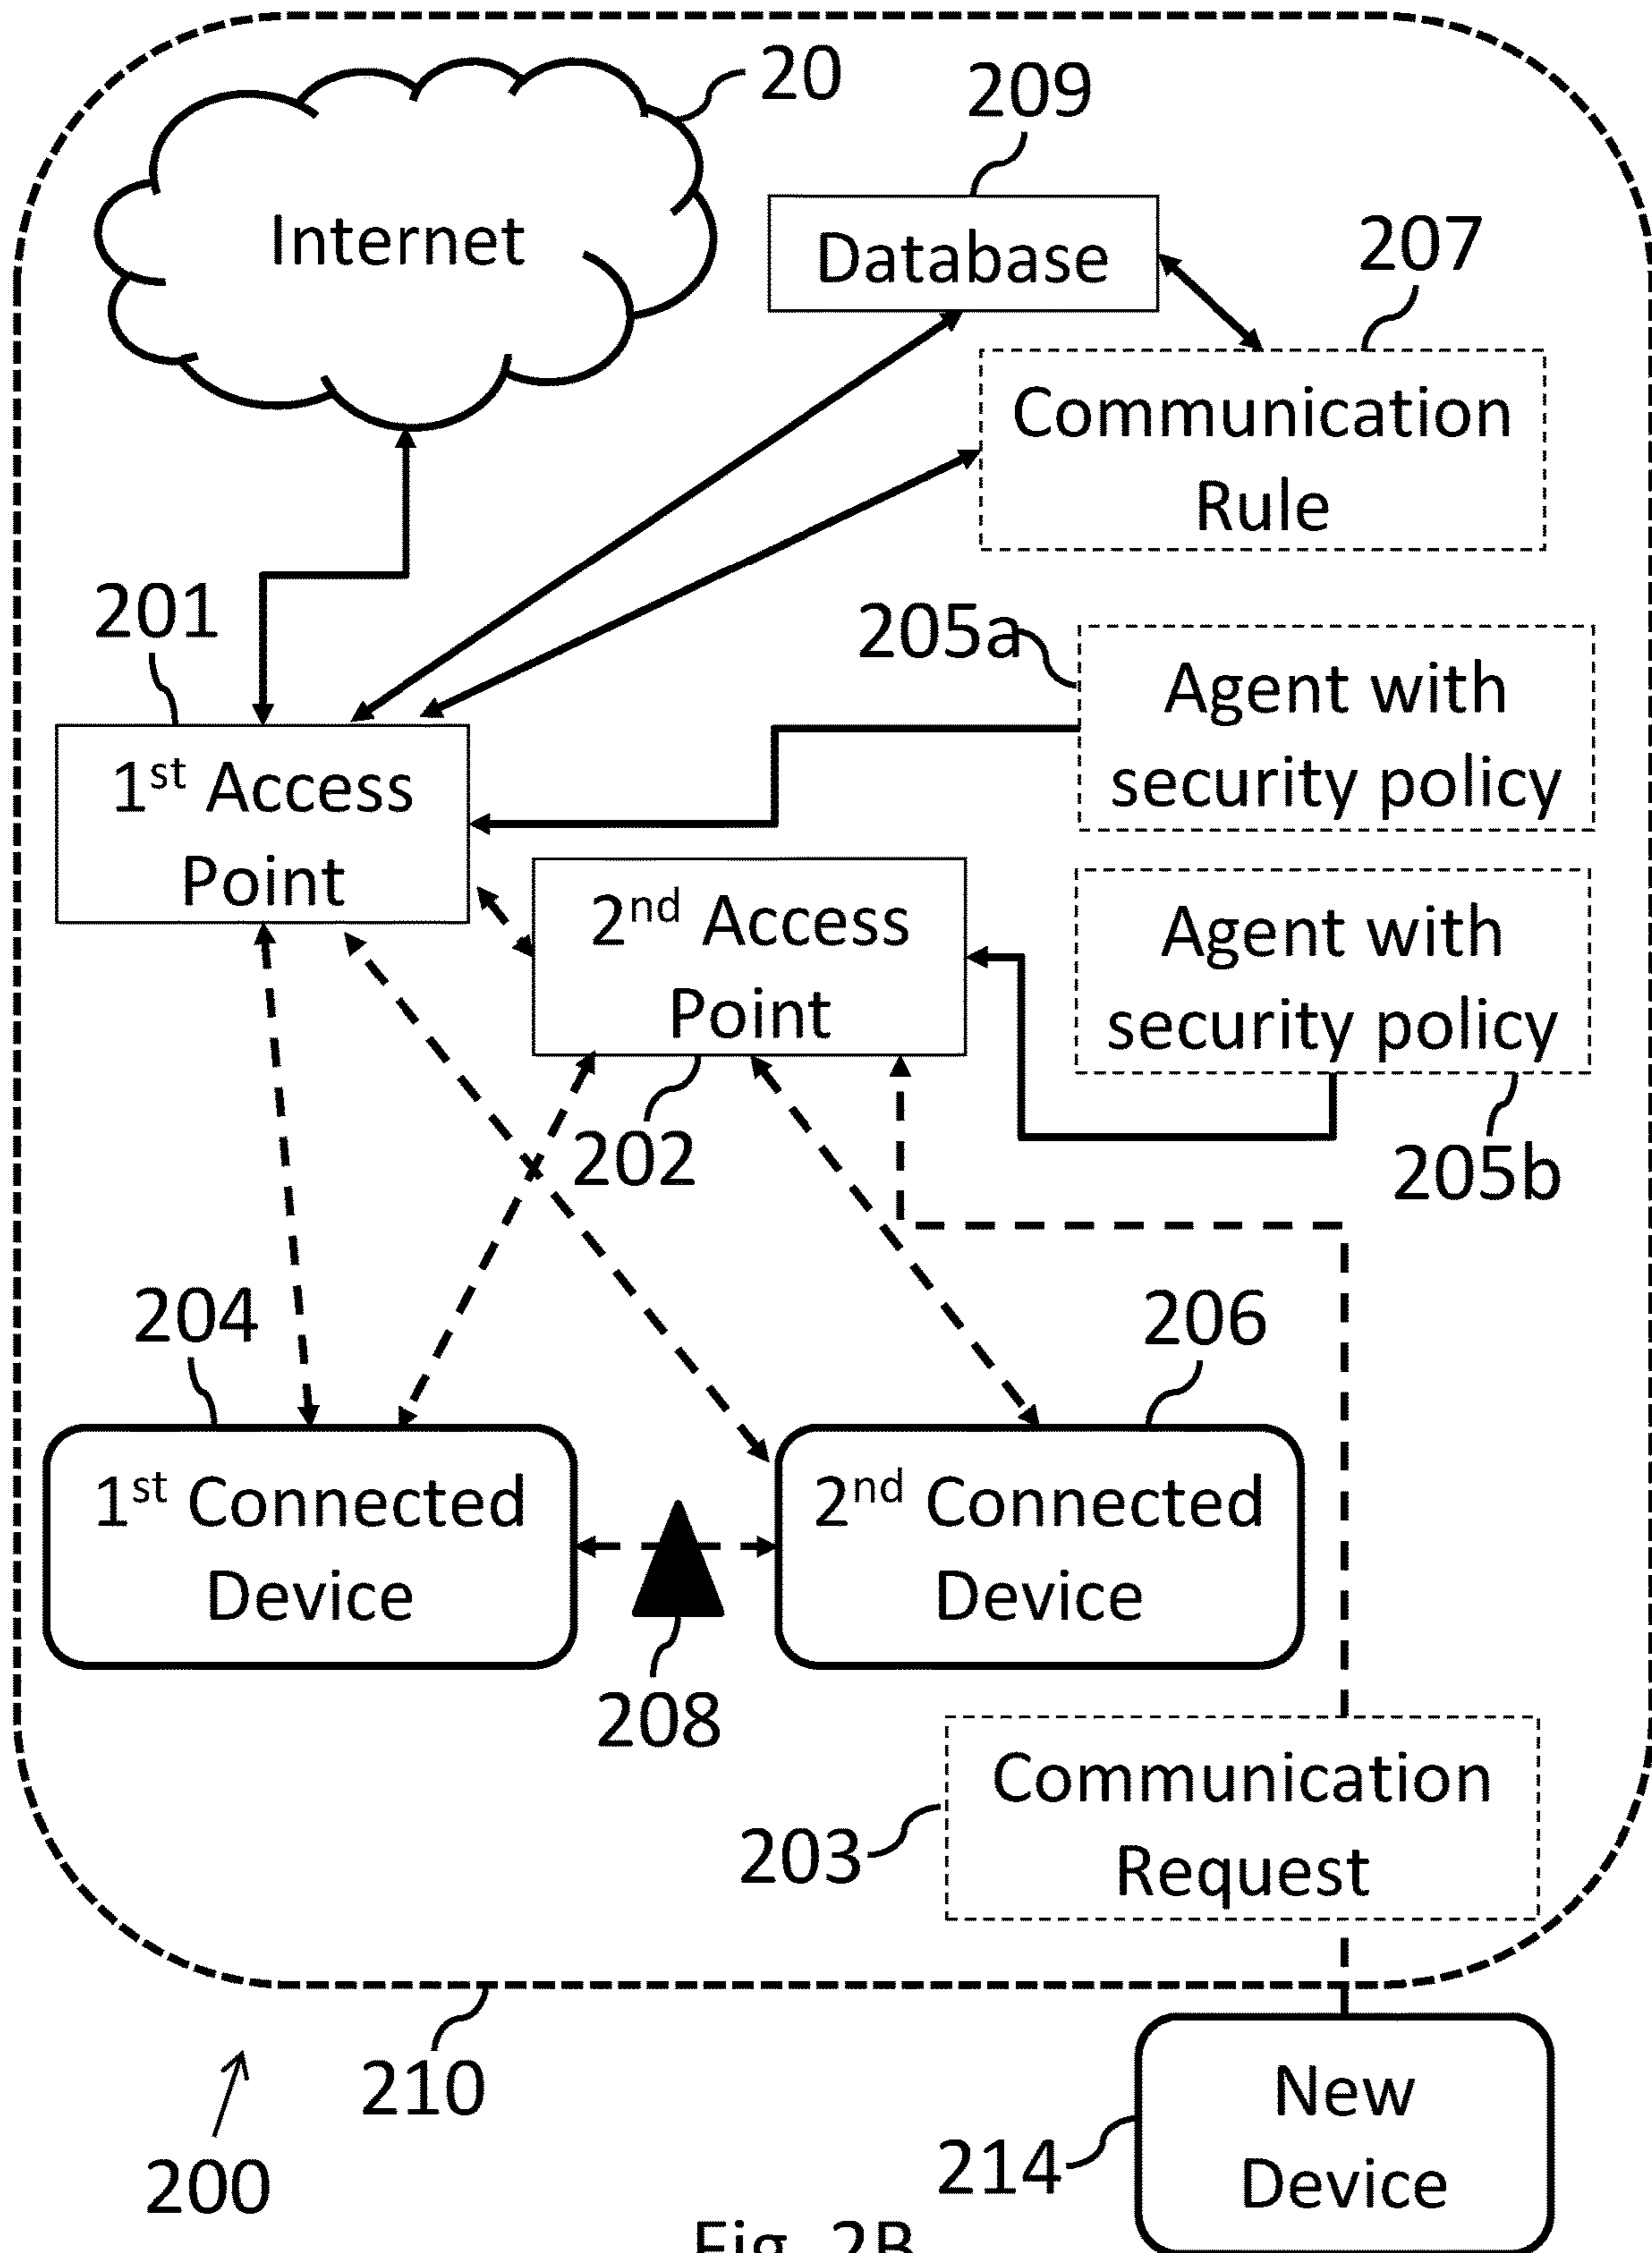 20
209
Internet
Database
207
Communication
Rule
201
205a
Agent with
security policy
1st Access
Point
2nd Access
Point
Agent with
security policy
202
205b
204
206
1st Connected
Device
2nd Connected
Device
208
Communication
Request
203
210
New
Device
214
200
Fig. 2B